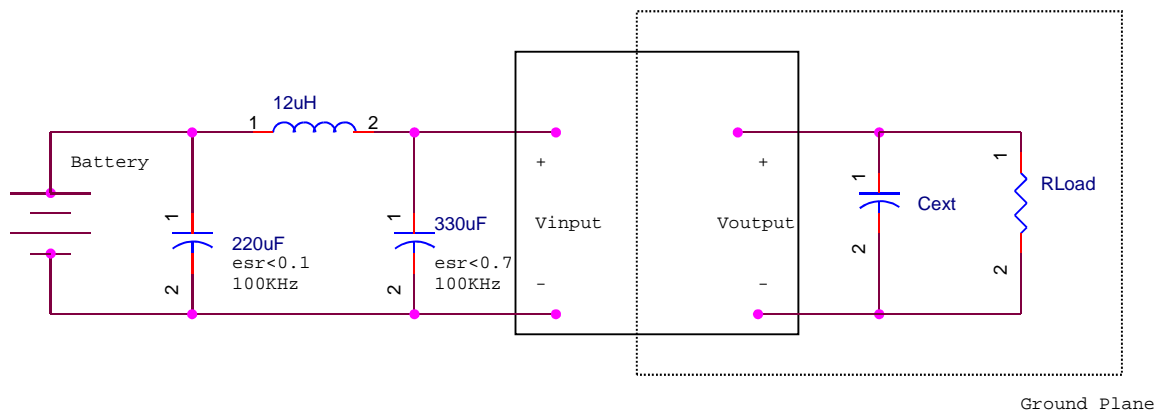 12uH
1
2
Battery
+
+
1
1
1
1
RLoad
Cext
330uF
Vinput
Voutput
220uF
esr<0.1
100KHz
esr<0.7
100KHz
2
2
2
2
-
-
Ground Plane